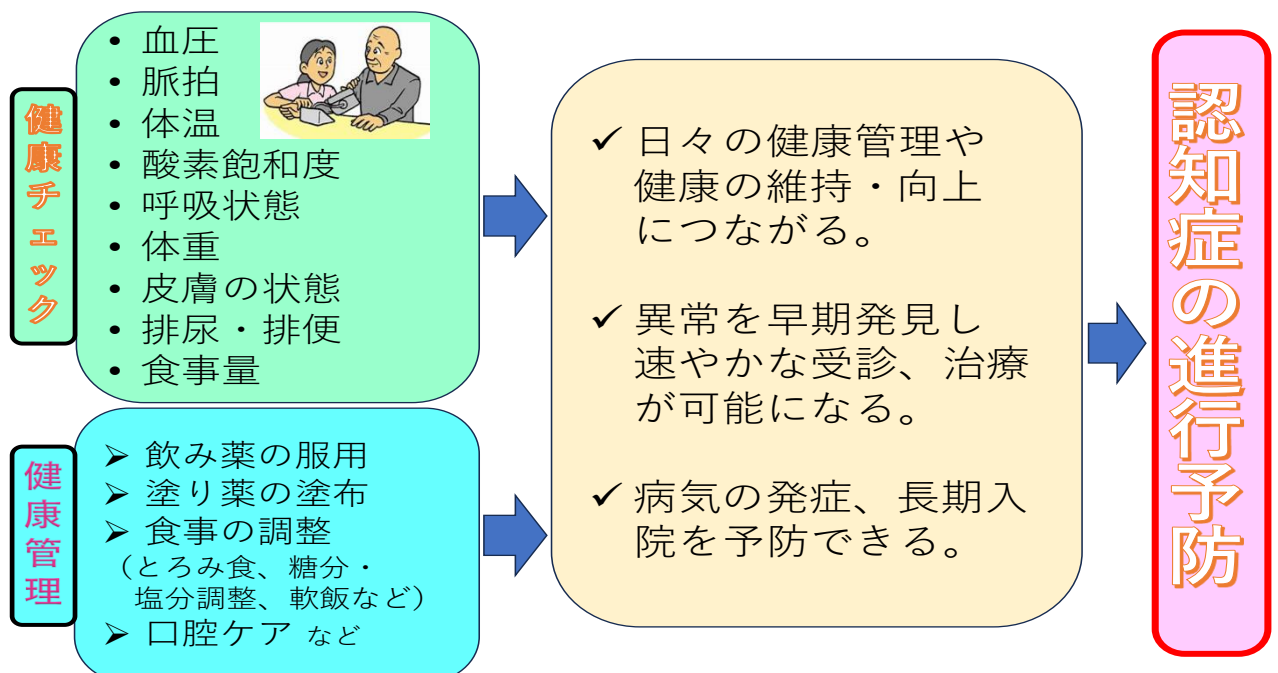 健康チェック
• 血圧
• 脈拍
• 体温
• 酸素飽和度
• 呼吸状態
• 体重
• 皮膚の状態
• 排尿・排便
• 食事量
健康管理
➢ 飲み薬の服用
➢ 塗り薬の塗布
➢ 食事の調整
（とろみ食、糖分・
塩分調整、軟飯など）
➢ 口腔ケア など
✓ 日々の健康管理や
健康の維持・向上
につながる。
✓ 異常を早期発見し
速やかな受診、治療
が可能になる。
✓ 病気の発症、長期入
院を予防できる。
認知症の進行予防